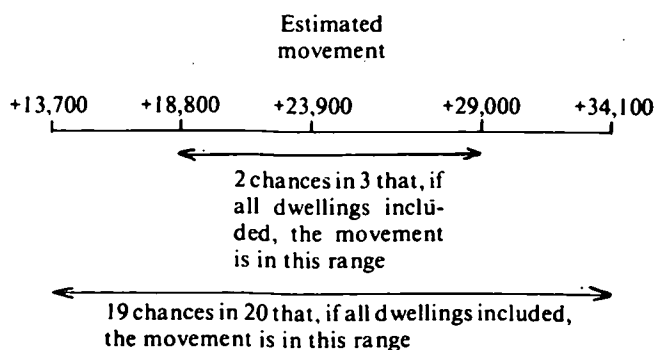 Estimated
movement
+13,700 +18,800 +23,900 +29,000 +34,100
2 chances in 3 that, if
all dwellings inclu-
ded, the movement
is in this range
19 chances in 20 that, if all dwellings included,
the movement is in this range